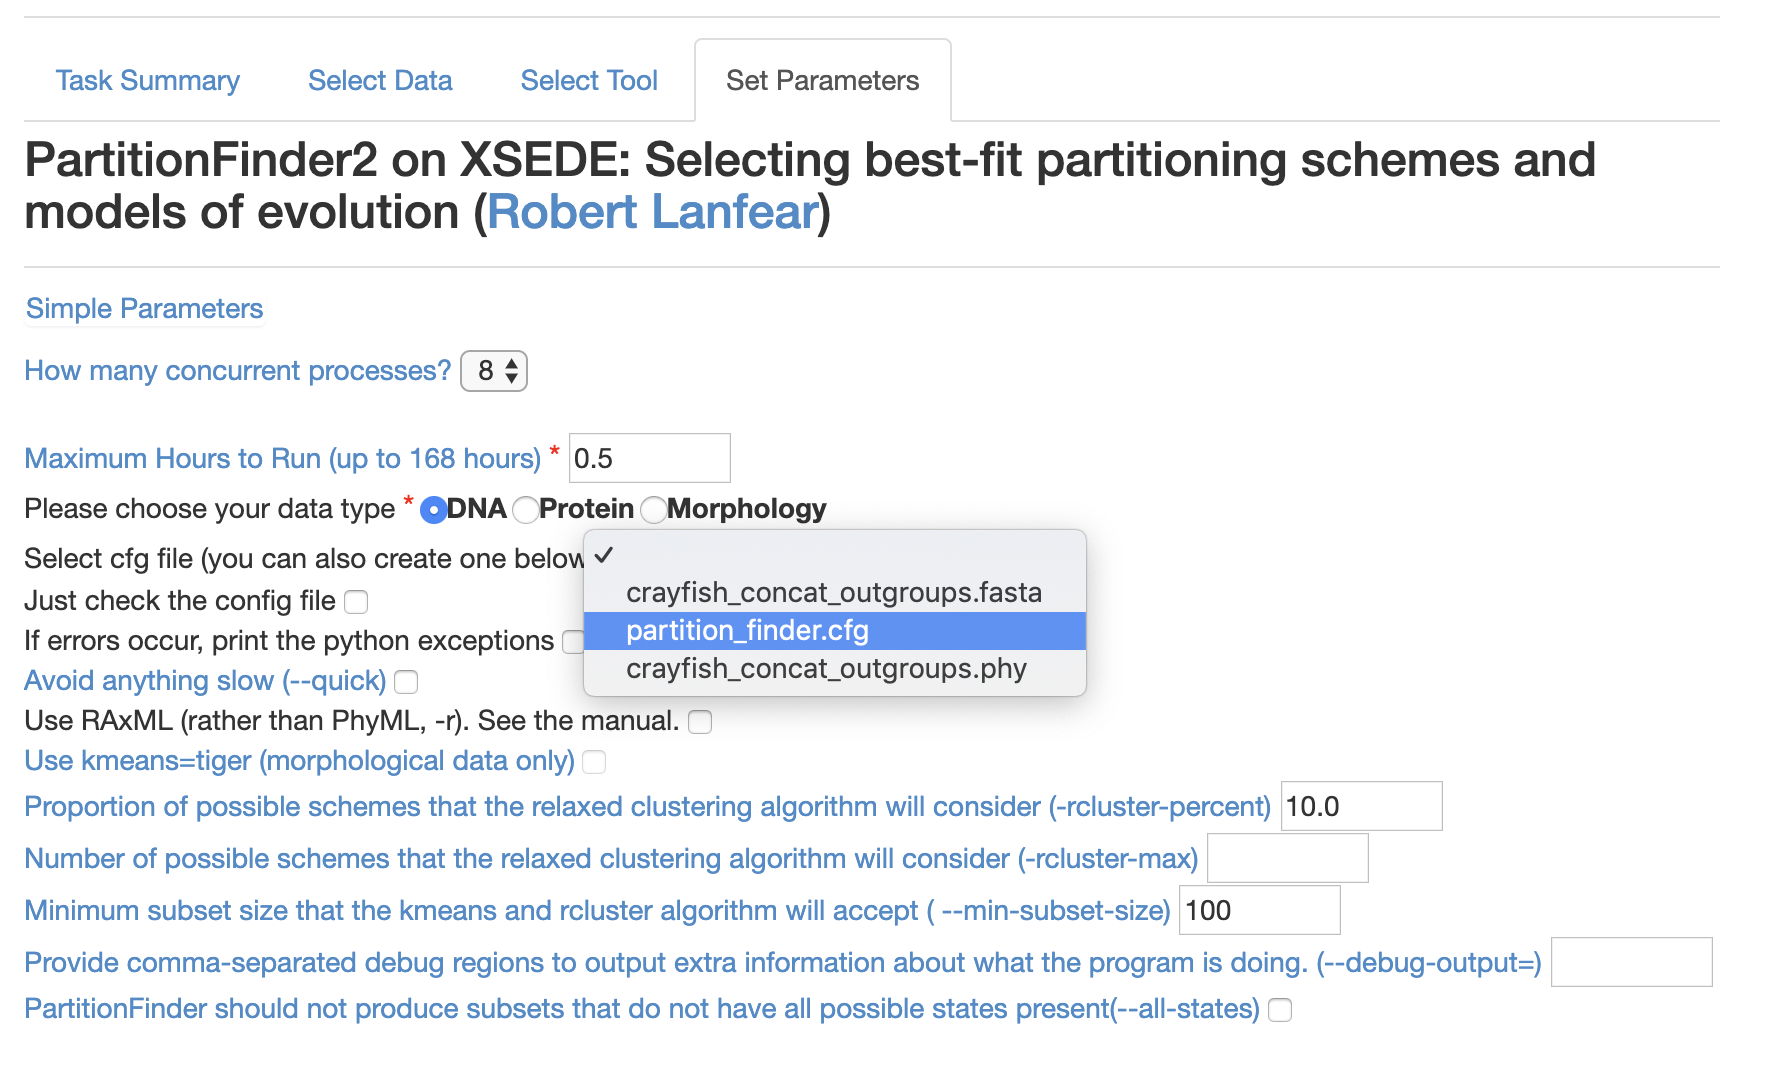 Task Summary
Select Data
Select Tool
Set Parameters
PartitionFinder2 on XSEDE: Selecting best-fit partitioning schemes and
models of evolution (Robert Lanfear)
Simple Parameters
How many concurrent processes? 8
Maximum Hours to Run (up to 168 hours) * 0.5
Please choose your data type * DNA Protein Morphology
Select cfg file (you can also create one below
crayfish_concat_outgroups.fasta
partition_finder.cfg
crayfish_concat_outgroups.phy
Just check the config file
If errors occur, print the python exceptions
Avoid anything slow (--quick)
Use RAxML (rather than PhyML, -r). See the manual.
Use kmeans=tiger (morphological data only)
Proportion of possible schemes that the relaxed clustering algorithm will consider (-rcluster-percent) 10.0
Number of possible schemes that the relaxed clustering algorithm will consider (-rcluster-max)
Minimum subset size that the kmeans and rcluster algorithm will accept ( --min-subset-size) 100
Provide comma-separated debug regions to output extra information about what the program is doing. (--debug-output=)
PartitionFinder should not produce subsets that do not have all possible states present(--all-states)